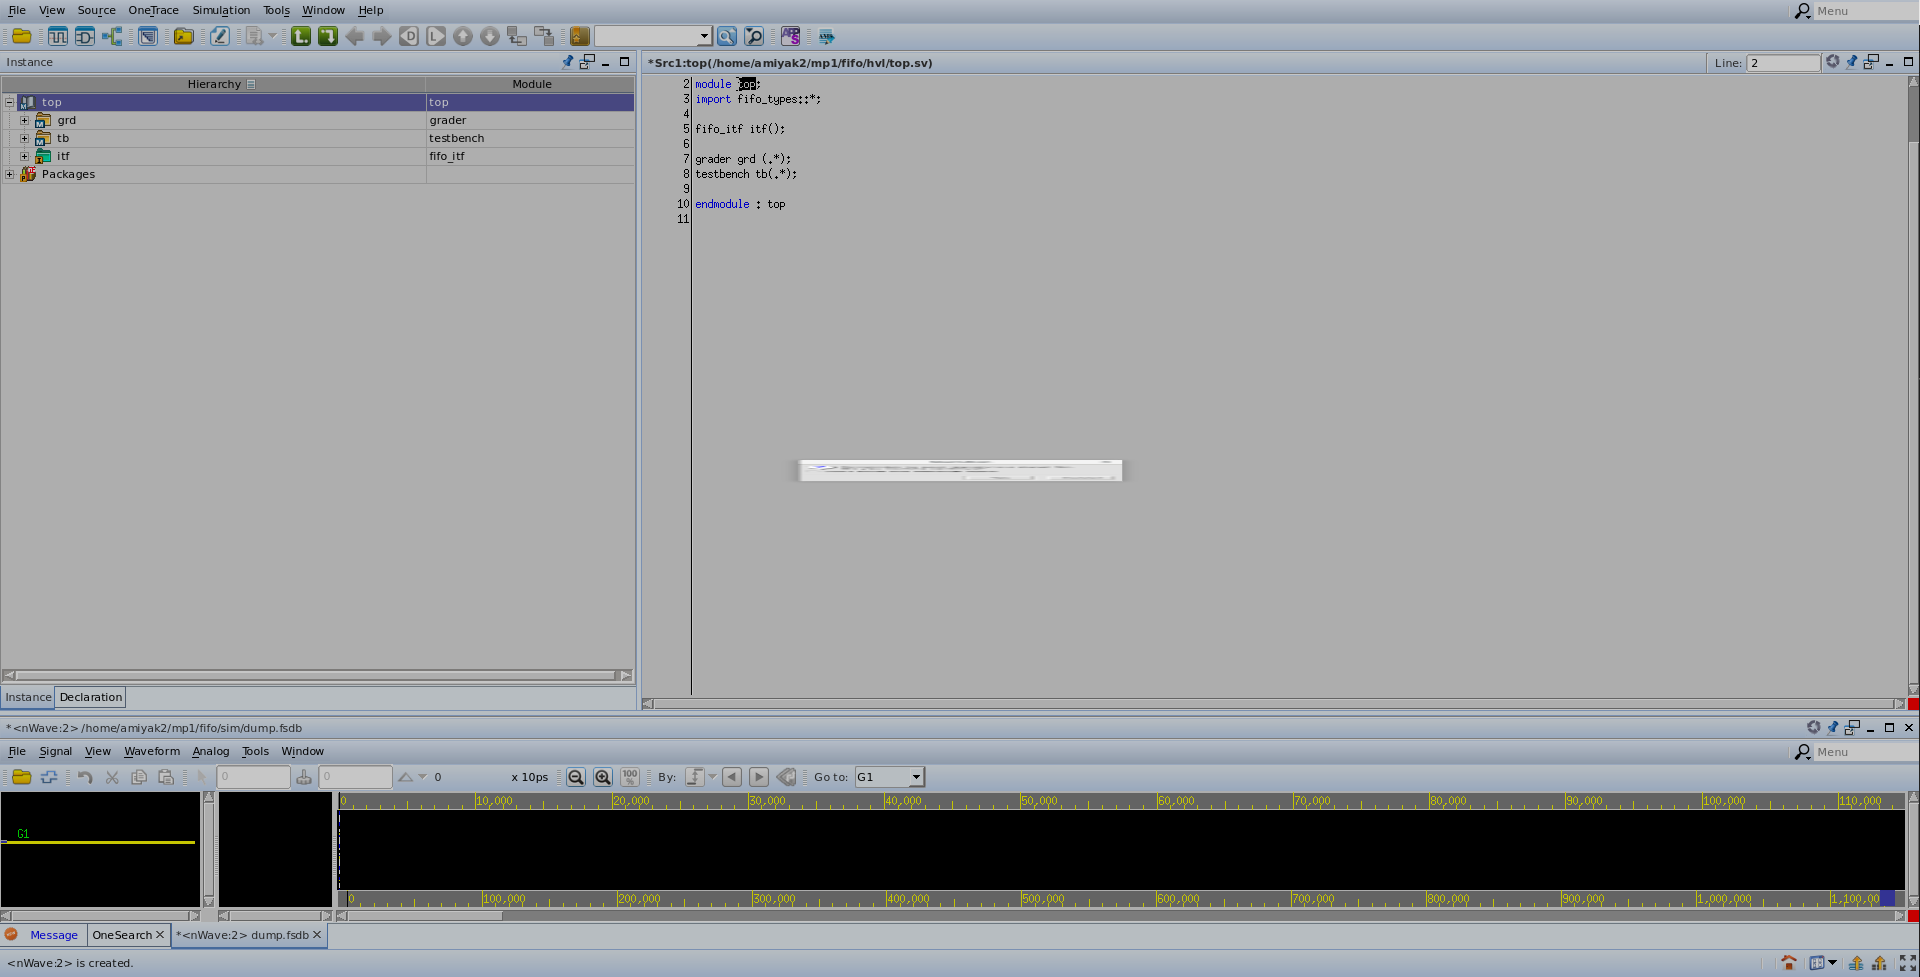 File View Source OneTrace Simulation Tools Window Help
Menu
Instance
*Src1:top(/home/amiyak2/mp1/fifo/hvl/top.sv)
Line: 2
Hierarchy Module
top top
grd grader
tb testbench
itf fifo_itf
Packages
2 module top;
3 import fifo_types::*;
4
5 fifo_itf itf();
6
7 grader grd (.*);
8 testbench tb(.*);
9
10 endmodule : top
11
Instance Declaration
*<nWave:2> /home/amiyak2/mp1/fifo/sim/dump.fsdb
File Signal View Waveform Analog Tools Window
Menu
0 0 0 x 10ps 100 % By: Go to: G1
0 10,000 20,000 30,000 40,000 50,000 60,000 70,000 80,000 90,000 100,000 110,000
G1
0 100,000 200,000 300,000 400,000 500,000 600,000 700,000 800,000 900,000 1,000,000 1,100,00
Message OneSearch *<nWave:2> dump.fsdb
<nWave:2> is created.